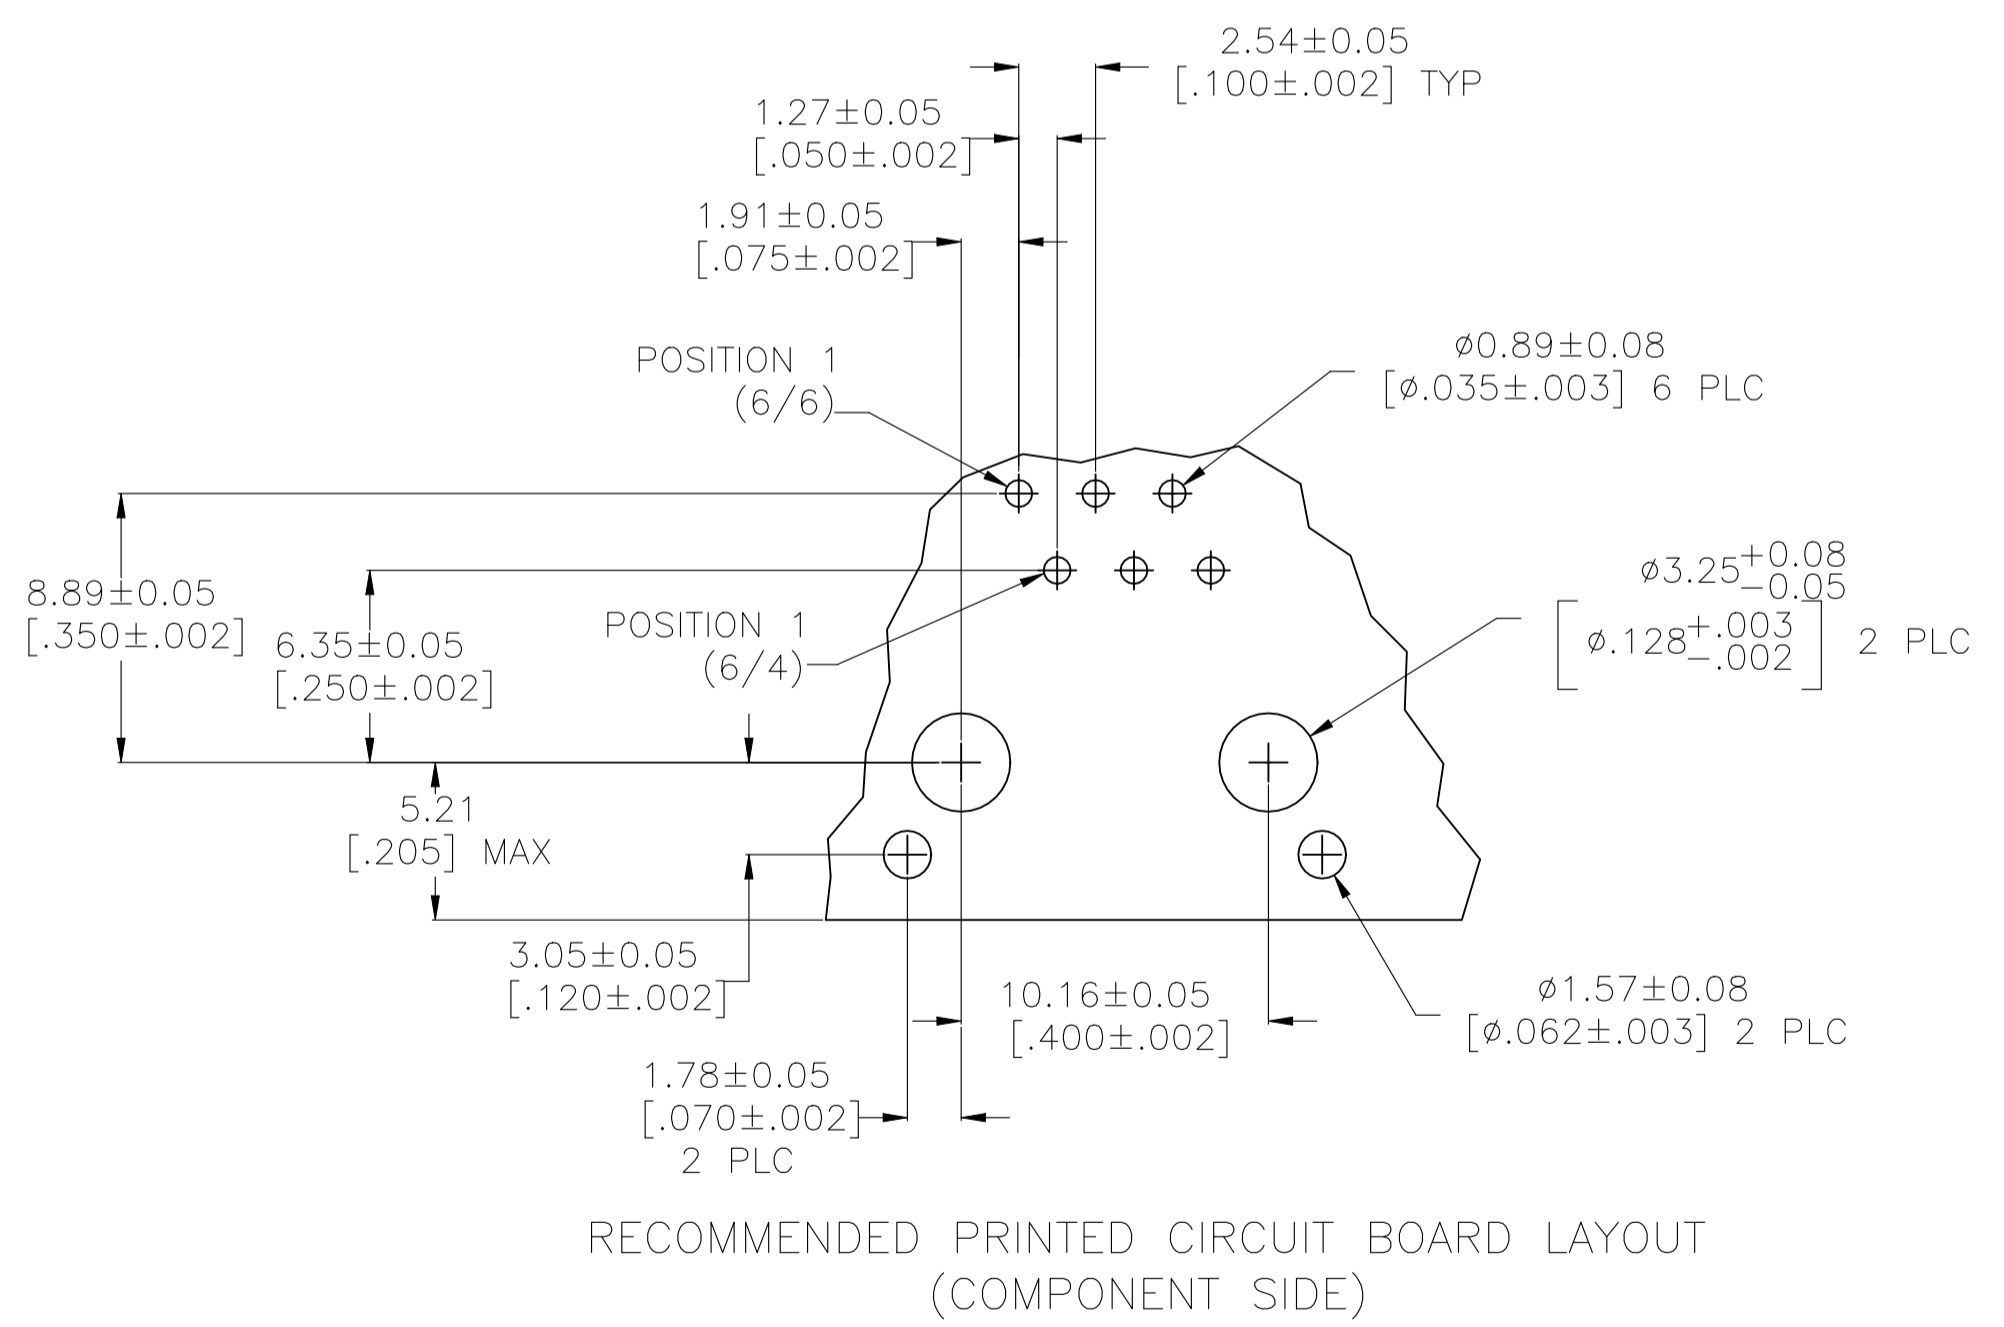 2.54±0.05
[.100±.002] TYP
1.27±0.05
[.050±.002]
1.91±0.05
[.075±.002]
POSITION 1
(6/6)
ø0.89±0.08
[ø.035±.003] 6 PLC
8.89±0.05
[.350±.002]
6.35±0.05
[.250±.002]
POSITION 1
(6/4)
ø3.25+0.08
−0.05
[ø.128+.003
−.002] 2 PLC
5.21
[.205] MAX
3.05±0.05
[.120±.002]
10.16±0.05
[.400±.002]
ø1.57±0.08
[ø.062±.003] 2 PLC
1.78±0.05
[.070±.002]
2 PLC
RECOMMENDED PRINTED CIRCUIT BOARD LAYOUT
(COMPONENT SIDE)